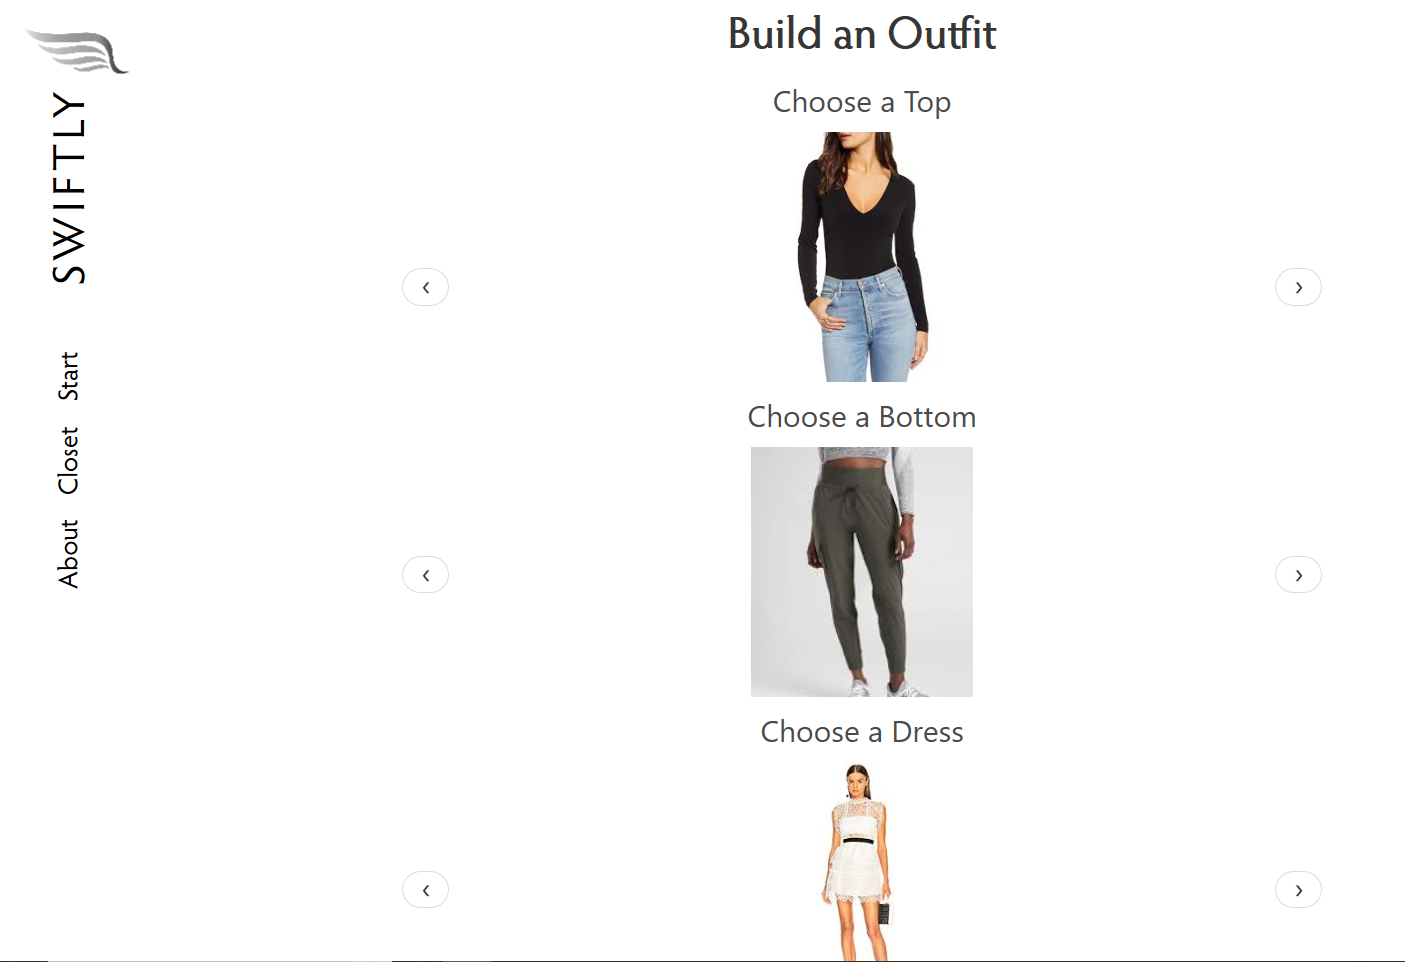 SWIFTLY
Start
Closet
About
Build an Outfit
Choose a Top
‹ ›
Choose a Bottom
‹ ›
Choose a Dress
‹ ›